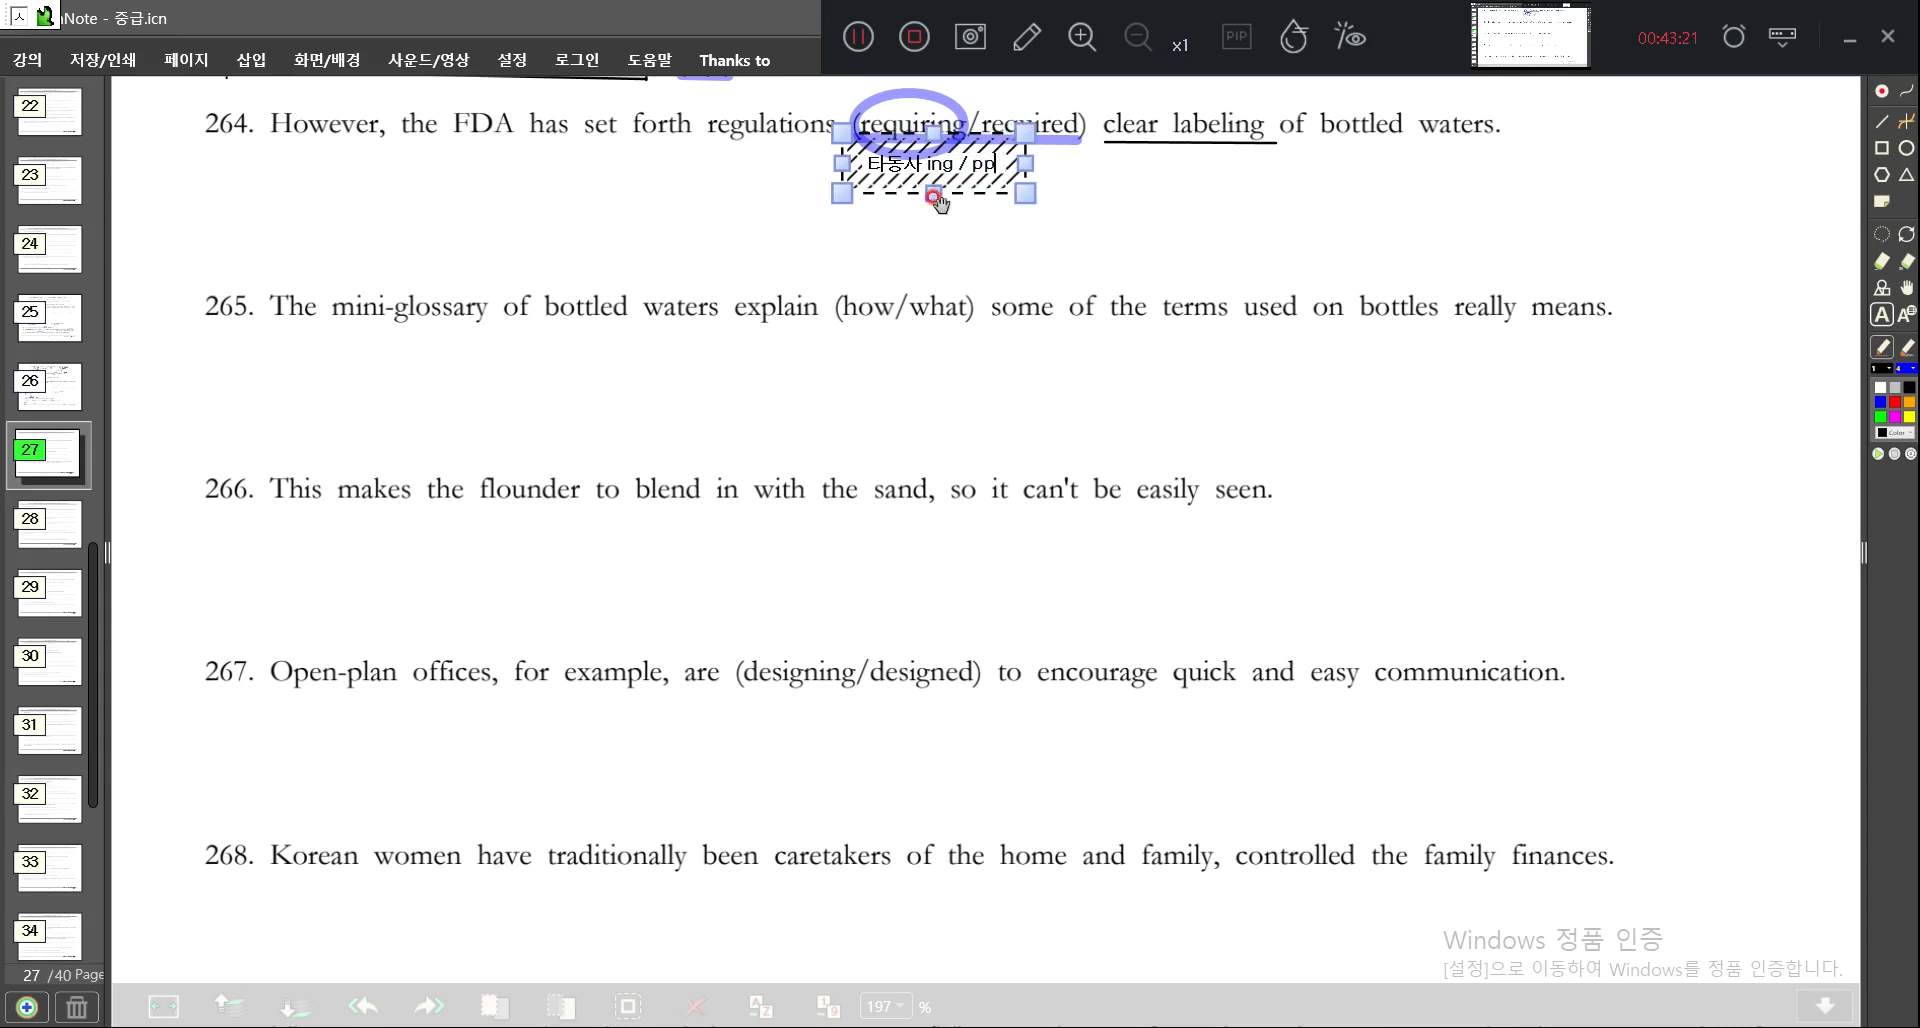 nNote - 중급.icn
강의 저장/인쇄 페이지 삽입 화면/배경 사운드/영상 설정 로그인 도움말 Thanks to
x1 PIP 00:43:21
22
23
24
25
26
27
28
29
30
31
32
33
34
27 /40 Page
264. However, the FDA has set forth regulations (requiring/required) clear labeling of bottled waters.
타동사 ing / pp
265. The mini-glossary of bottled waters explain (how/what) some of the terms used on bottles really means.
266. This makes the flounder to blend in with the sand, so it can't be easily seen.
267. Open-plan offices, for example, are (designing/designed) to encourage quick and easy communication.
268. Korean women have traditionally been caretakers of the home and family, controlled the family finances.
Windows 정품 인증
[설정]으로 이동하여 Windows를 정품 인증합니다.
197 %
Color